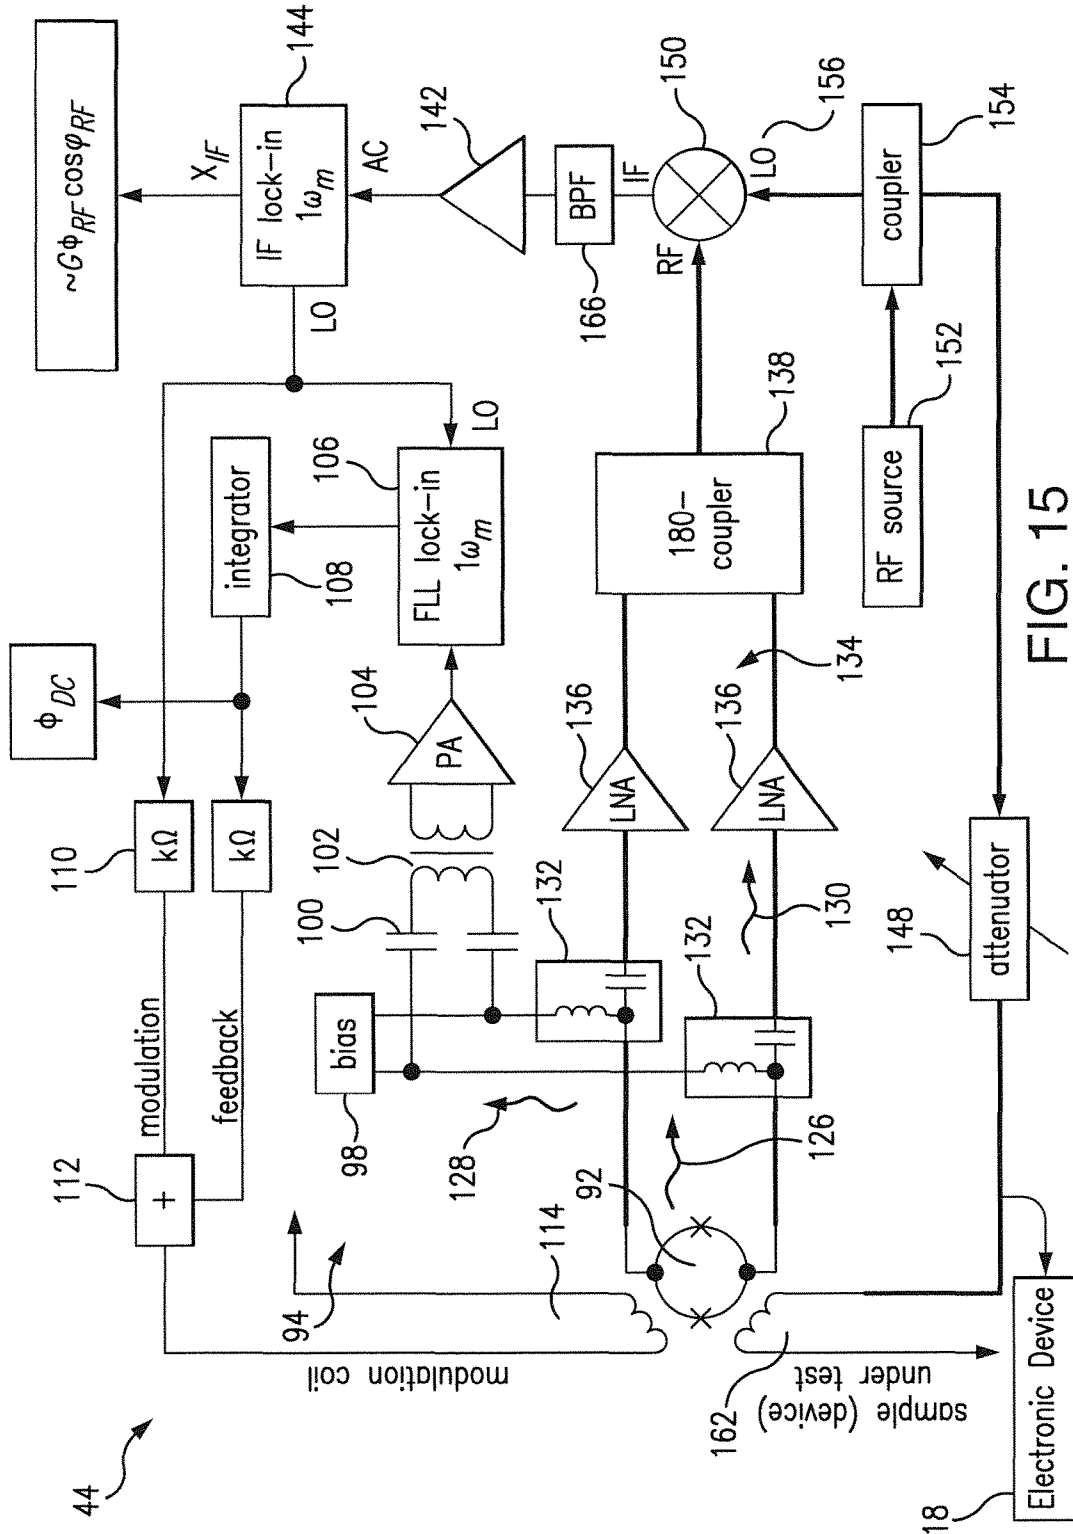 44
94
modulation coil
112
+
modulation
feedback
110
kΩ
kΩ
ϕDC
integrator
108
~GϕRF cosφRF
XIF
144
IF lock-in
1ωm
LO
AC
142
98
bias
100
102
104
PA
FLL lock-in
1ωm
106
LO
BPF
166
IF
RF
150
LO
156
128
114
92
126
132
132
130
136
LNA
136
LNA
134
180-
coupler
138
coupler
154
RF source
152
162
sample (device)
under test
148
attenuator
18
Electronic Device
FIG. 15